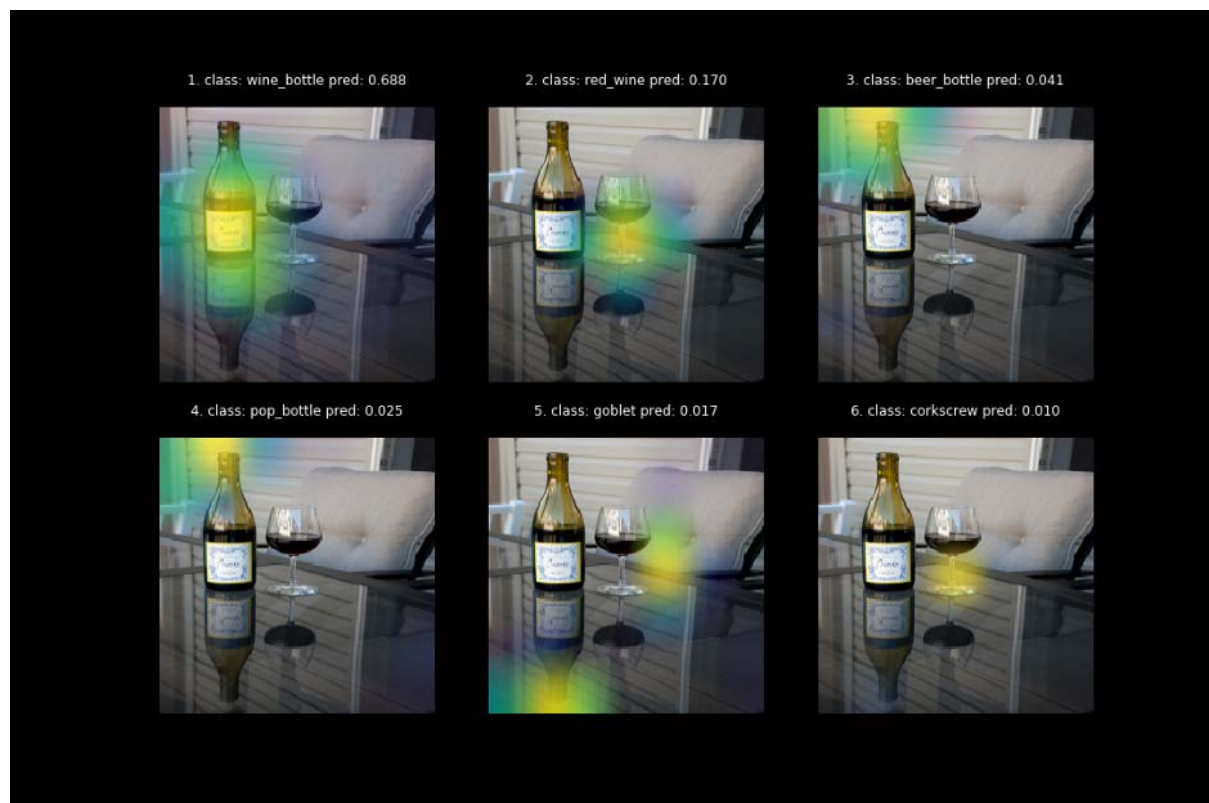 1. class: wine_bottle pred: 0.688
2. class: red_wine pred: 0.170
3. class: beer_bottle pred: 0.041
4. class: pop_bottle pred: 0.025
5. class: goblet pred: 0.017
6. class: corkscrew pred: 0.010